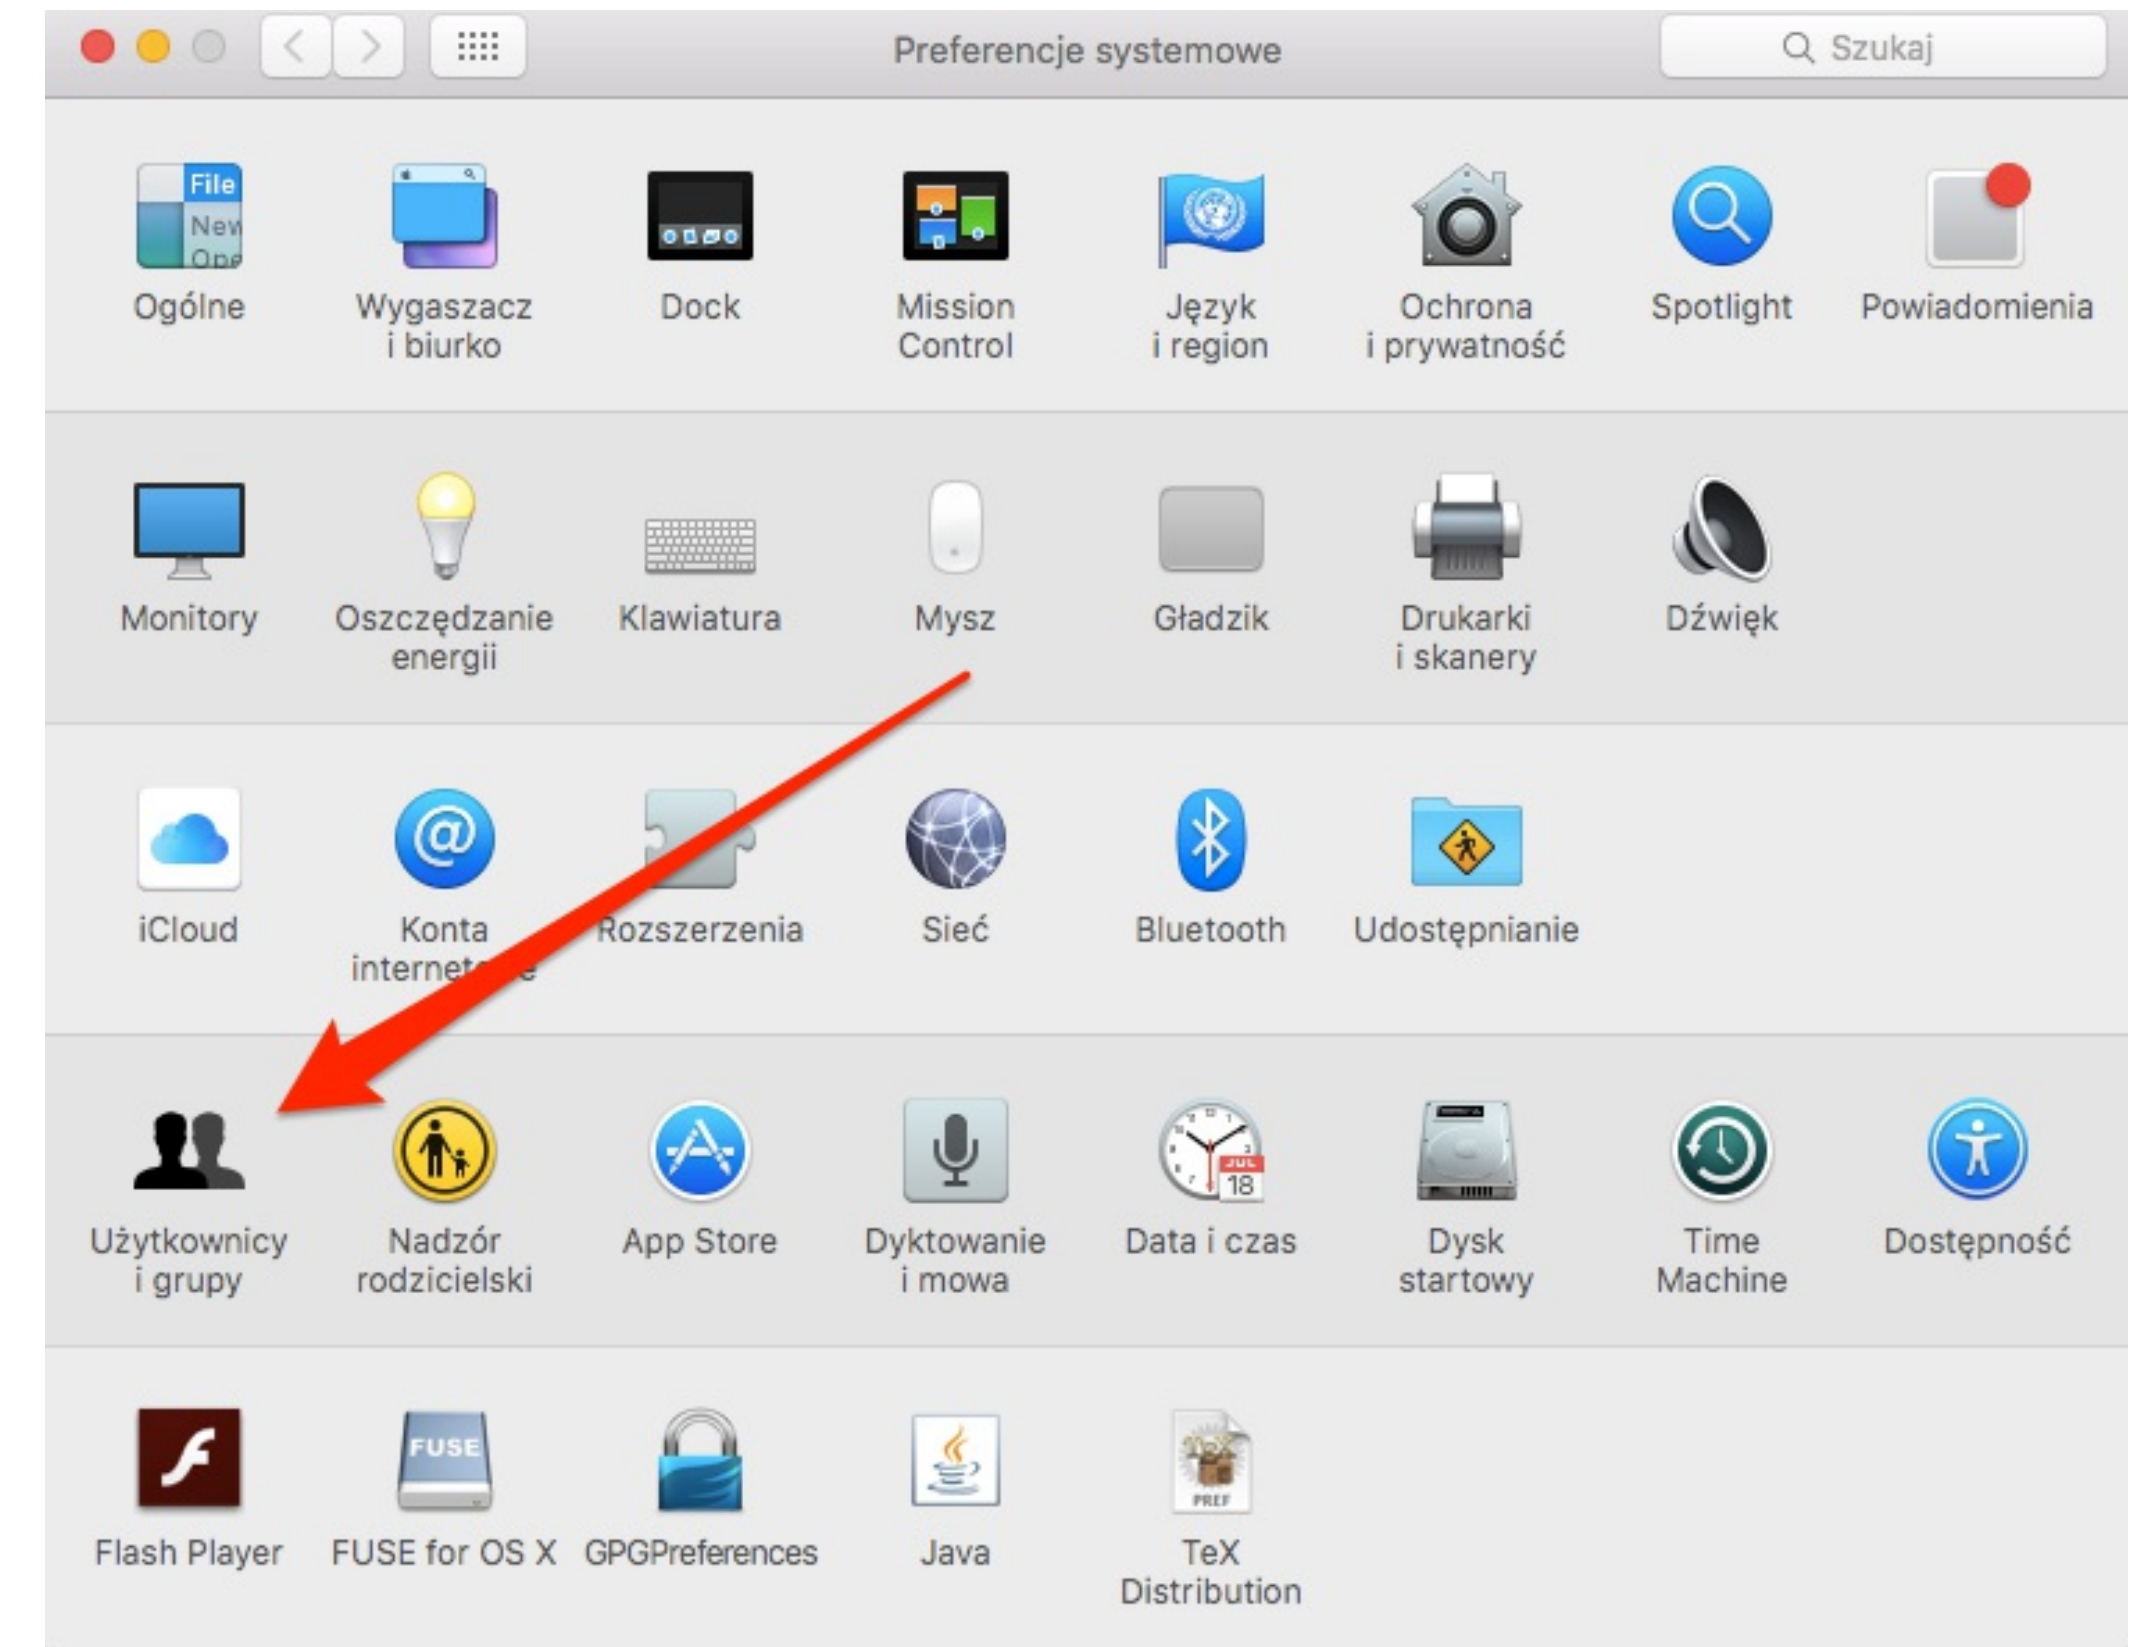 Preferencje systemowe
Szukaj
File
New
Ope
Ogólne
Wygaszacz
i biurko
Dock
Mission
Control
Język
i region
Ochrona
i prywatność
Spotlight
Powiadomienia
Monitory
Oszczędzanie
energii
Klawiatura
Mysz
Gładzik
Drukarki
i skanery
Dźwięk
iCloud
@
Konta
Rozszerzenia
Sieć
Bluetooth
Udostępnianie
JUL
18
Użytkownicy
i grupy
Nadzór
rodzicielski
App Store
Dyktowanie
i mowa
Data i czas
Dysk
startowy
Time
Machine
Dostępność
FUSE
TeX
PREF
Flash Player
FUSE for OS X
GPGPreferences
Java
TeX
Distribution